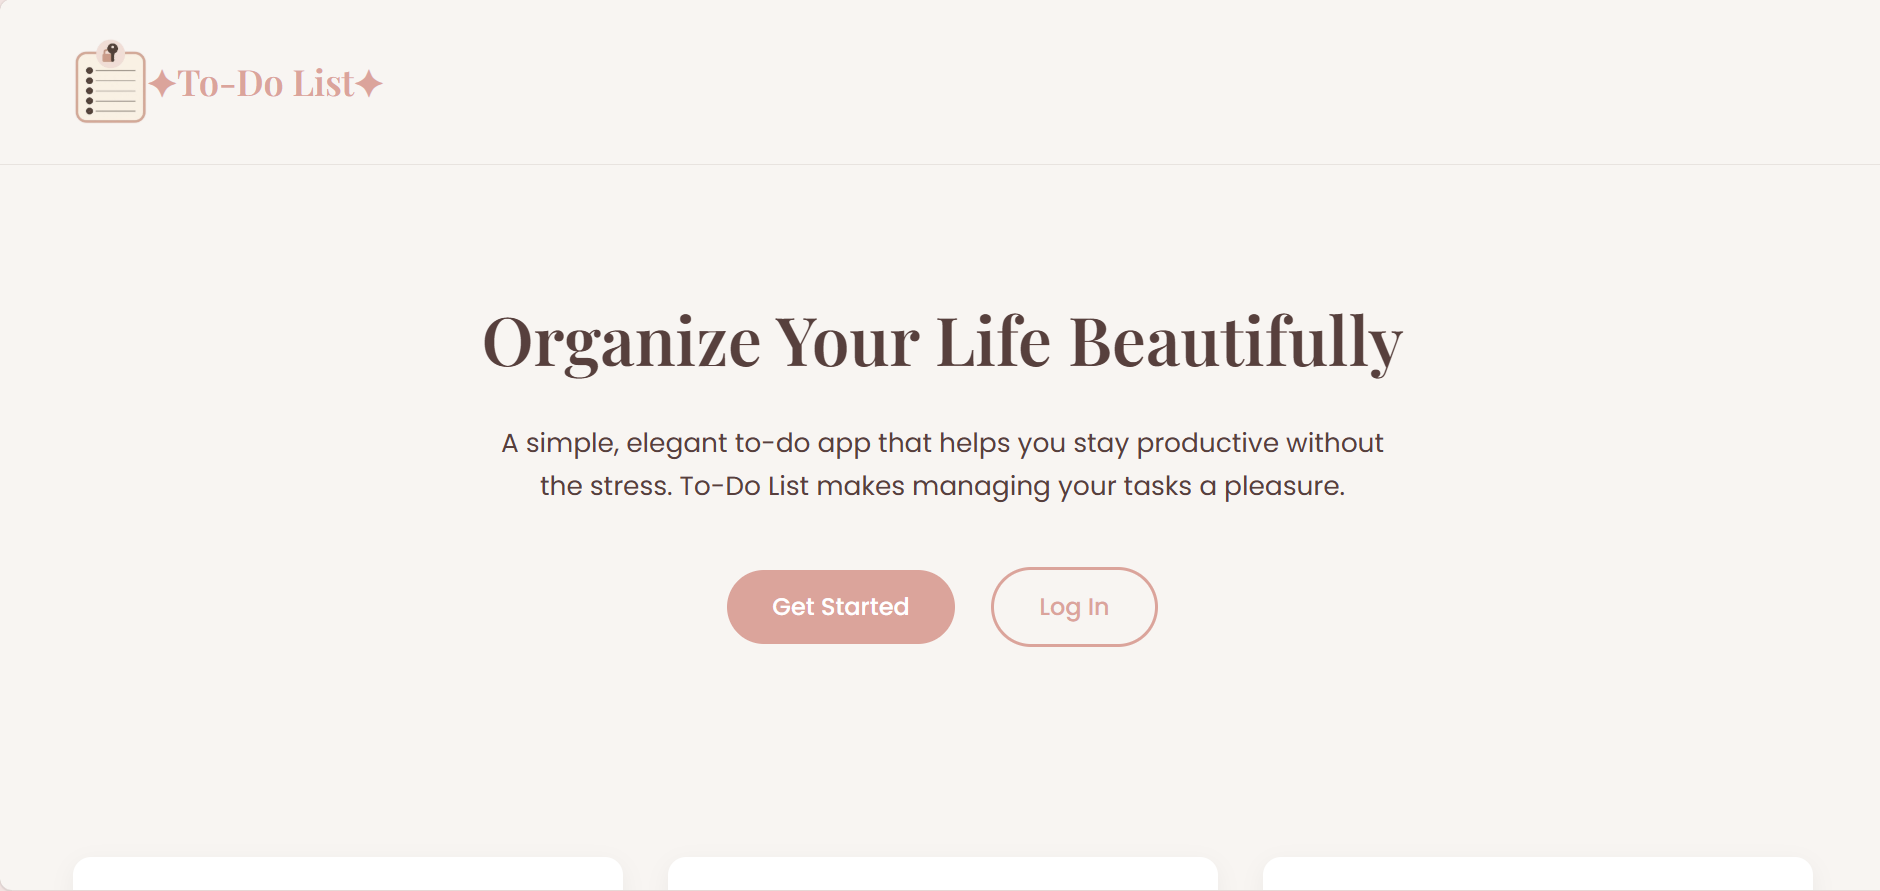 ✦To-Do List✦
Organize Your Life Beautifully
A simple, elegant to-do app that helps you stay productive without
the stress. To-Do List makes managing your tasks a pleasure.
Get Started
Log In